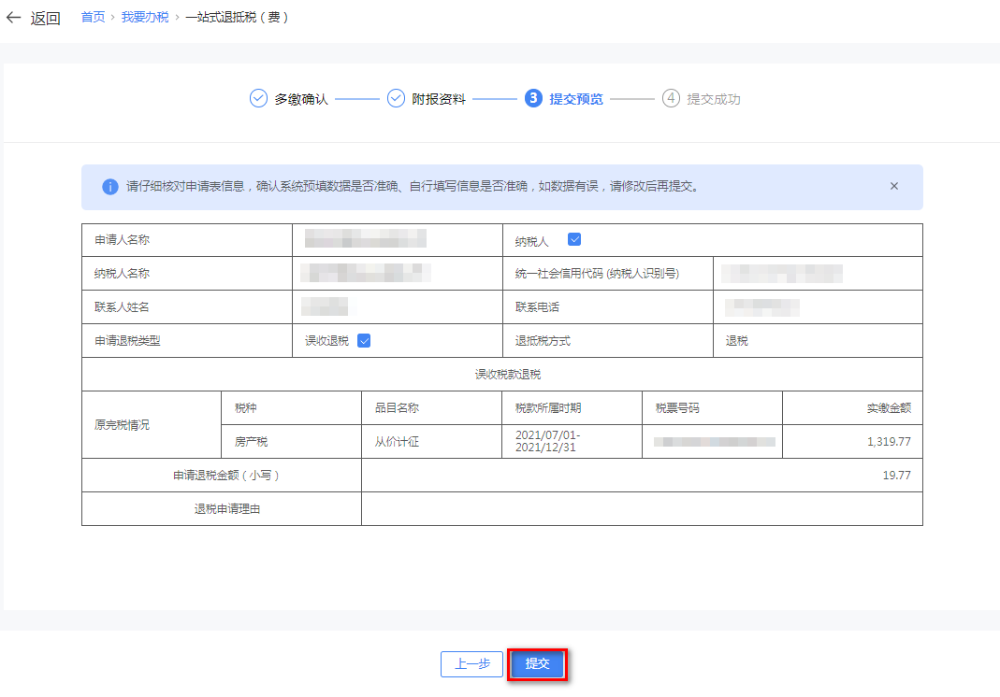 返回 首页 › 我要办税 › 一站式退抵税（费）
多缴确认 附报资料 3 提交预览 4 提交成功
请仔细核对申请表信息，确认系统预填数据是否准确、自行填写信息是否准确，如数据有误，请修改后再提交。
申请人名称 纳税人
纳税人名称 统一社会信用代码 (纳税人识别号)
联系人姓名 联系电话
申请退税类型 误收退税 退抵税方式 退税
误收税款退税
原完税情况
税种 品目名称 税款所属时期 税票号码 实缴金额
房产税 从价计征 2021/07/01-
2021/12/31 1,319.77
申请退税金额（小写） 19.77
退税申请理由
上一步 提交